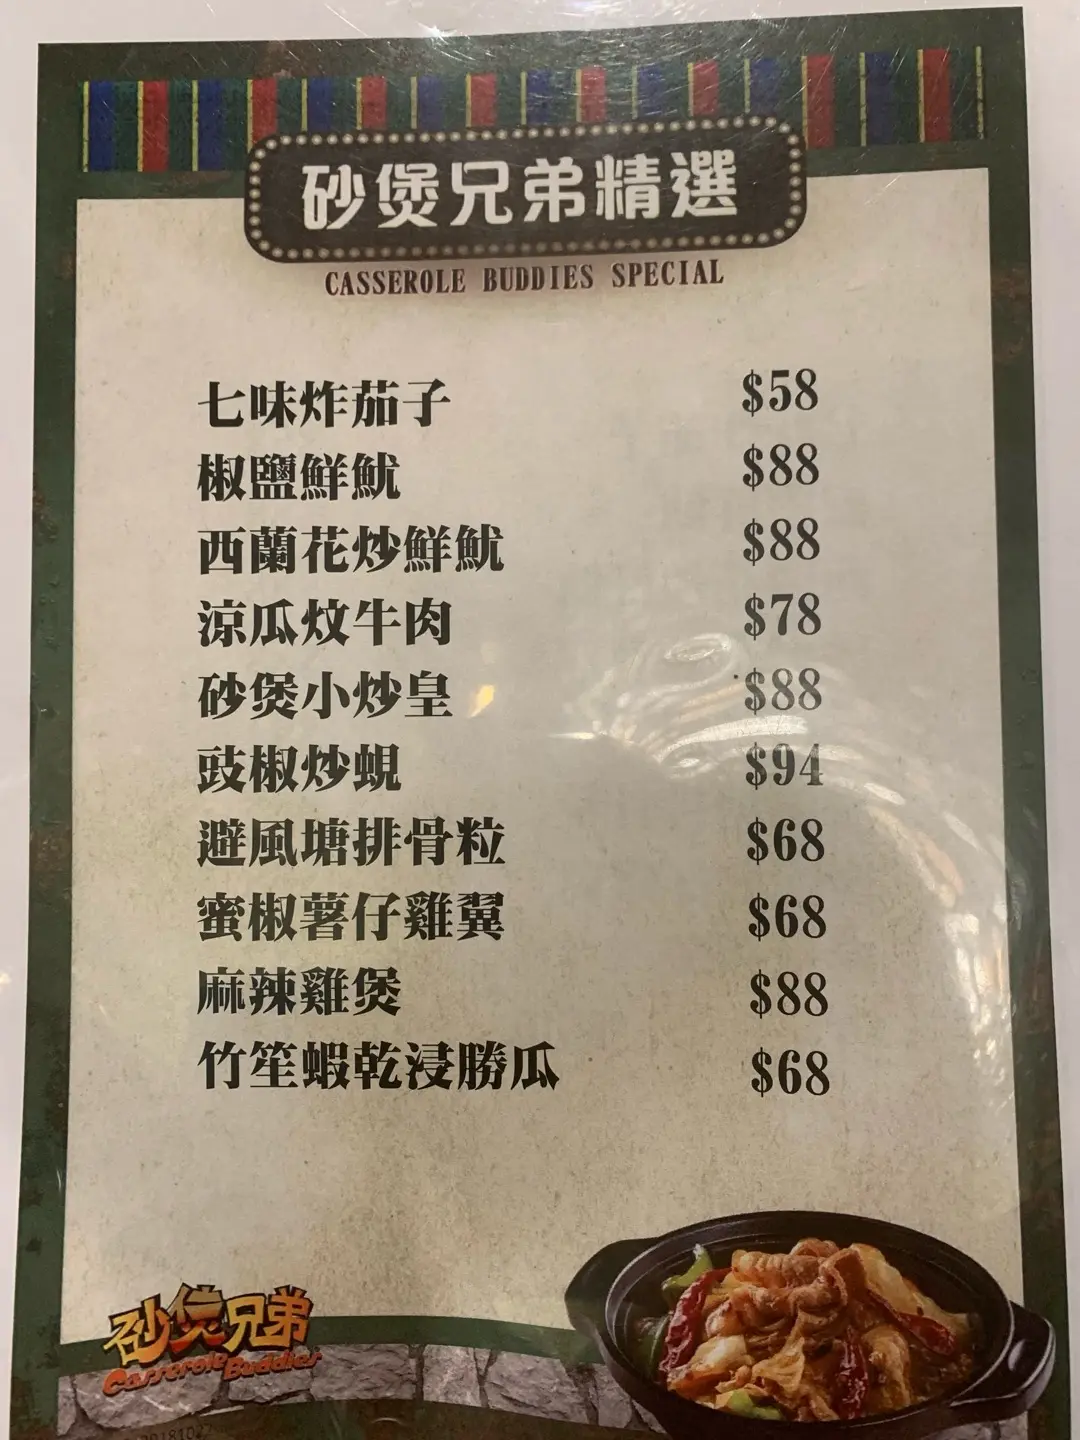 砂煲兄弟精選
CASSEROLE BUDDIES SPECIAL
七味炸茄子 $58
椒鹽鮮魷 $88
西蘭花炒鮮魷 $88
涼瓜炆牛肉 $78
砂煲小炒皇 $88
豉椒炒蜆 $94
避風塘排骨粒 $68
蜜椒薯仔雞翼 $68
麻辣雞煲 $88
竹笙蝦乾浸勝瓜 $68
砂煲兄弟
Casserole Buddies